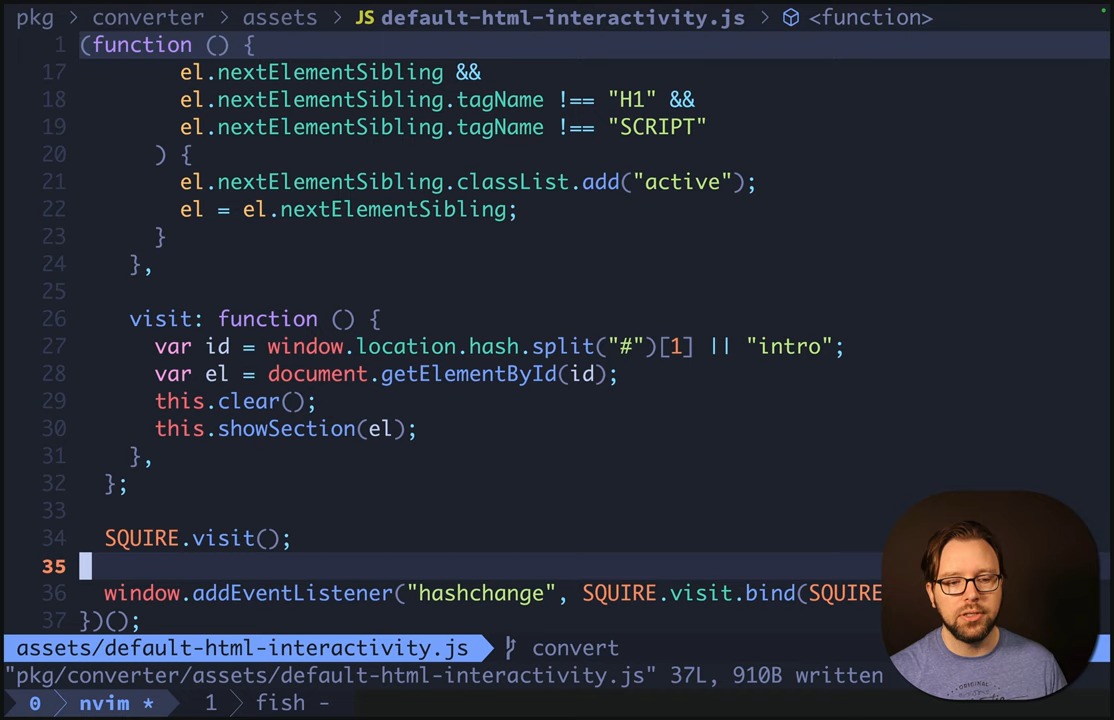 pkg > converter > assets > JS default-html-interactivity.js > <function>
1 (function () {
17 el.nextElementSibling &&
18 el.nextElementSibling.tagName !== "H1" &&
19 el.nextElementSibling.tagName !== "SCRIPT"
20 ) {
21 el.nextElementSibling.classList.add("active");
22 el = el.nextElementSibling;
23 }
24 },
25
26 visit: function () {
27 var id = window.location.hash.split("#")[1] || "intro";
28 var el = document.getElementById(id);
29 this.clear();
30 this.showSection(el);
31 },
32 };
33
34 SQUIRE.visit();
35
36 window.addEventListener("hashchange", SQUIRE.visit.bind(SQUIRE
37 })();
assets/default-html-interactivity.js convert
"pkg/converter/assets/default-html-interactivity.js" 37L, 910B written
0 nvim * 1 fish -
ORIGINAL